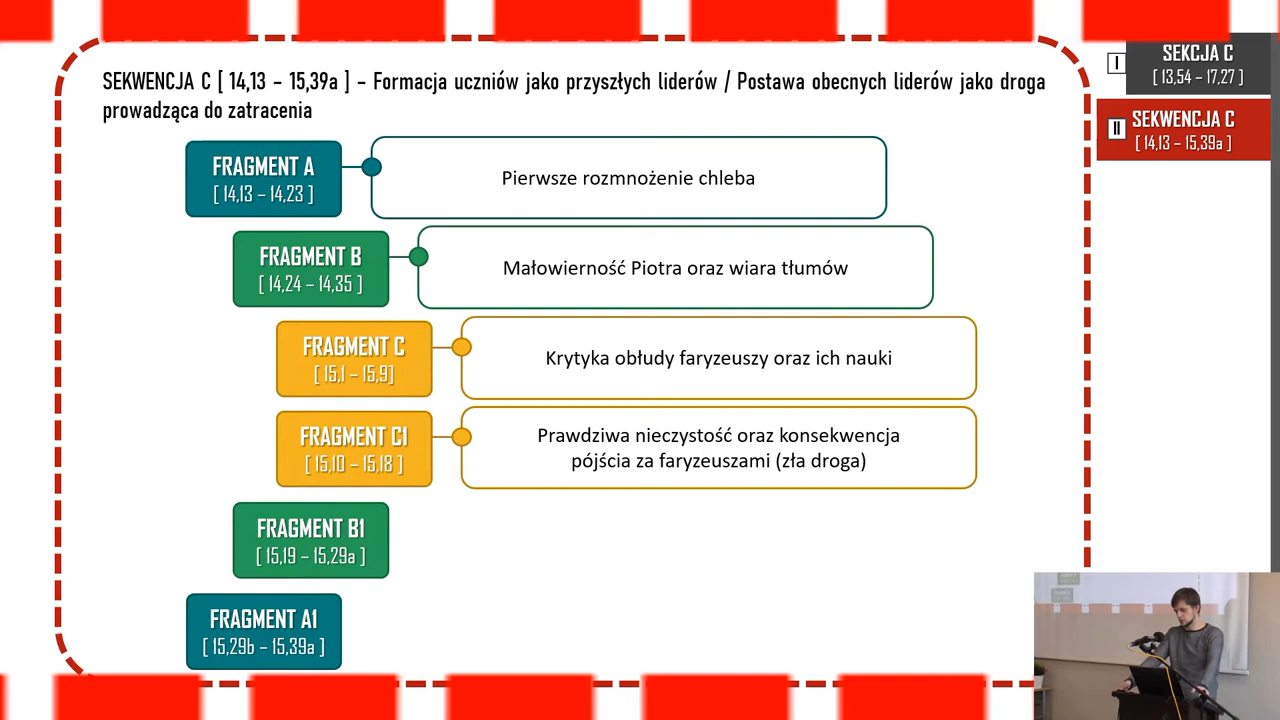 SEKWENCJA C [ 14,13 – 15,39a ] – Formacja uczniów jako przyszłych liderów / Postawa obecnych liderów jako droga
prowadząca do zatracenia
FRAGMENT A
[ 14,13 – 14,23 ]
Pierwsze rozmnożenie chleba
FRAGMENT B
[ 14,24 – 14,35 ]
Małowierność Piotra oraz wiara tłumów
FRAGMENT C
[ 15,1 – 15,9]
Krytyka obłudy faryzeuszy oraz ich nauki
FRAGMENT C1
[ 15,10 – 15,18 ]
Prawdziwa nieczystość oraz konsekwencja
pójścia za faryzeuszami (zła droga)
FRAGMENT B1
[ 15,19 – 15,29a ]
FRAGMENT A1
[ 15,29b – 15,39a ]
I
SEKCJA C
[ 13,54 – 17,27 ]
II
SEKWENCJA C
[ 14,13 – 15,39a ]